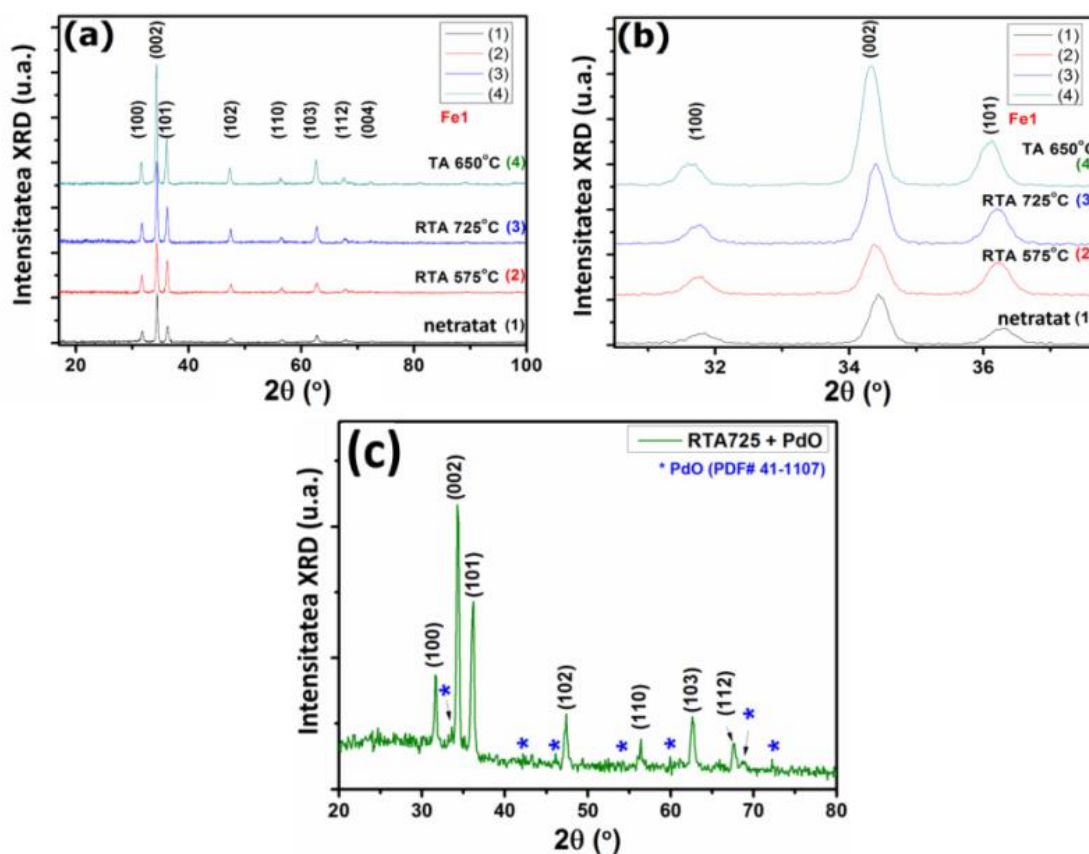 (a)
(002)
(1)
(2)
(3)
(4)
Fe1
(100)
(101)
(102)
(110)
(103)
(112)
(004)
TA 650°C (4)
RTA 725°C (3)
RTA 575°C (2)
netratat (1)
Intensitatea XRD (u.a.)
20 40 60 80 100
2θ (°)
(b)
(002)
(1)
(2)
(3)
(4)
Fe1
(100)
(101)
TA 650°C
(4
RTA 725°C (3
RTA 575°C (2
netratat (1
Intensitatea XRD (u.a.)
32 34 36
2θ (°)
(c)
RTA725 + PdO
* PdO (PDF# 41-1107)
(002)
(101)
(100)
*
(102)
(110)
(103)
(112)
*
* * * * *
Intensitatea XRD (u.a.)
20 30 40 50 60 70 80
2θ (°)